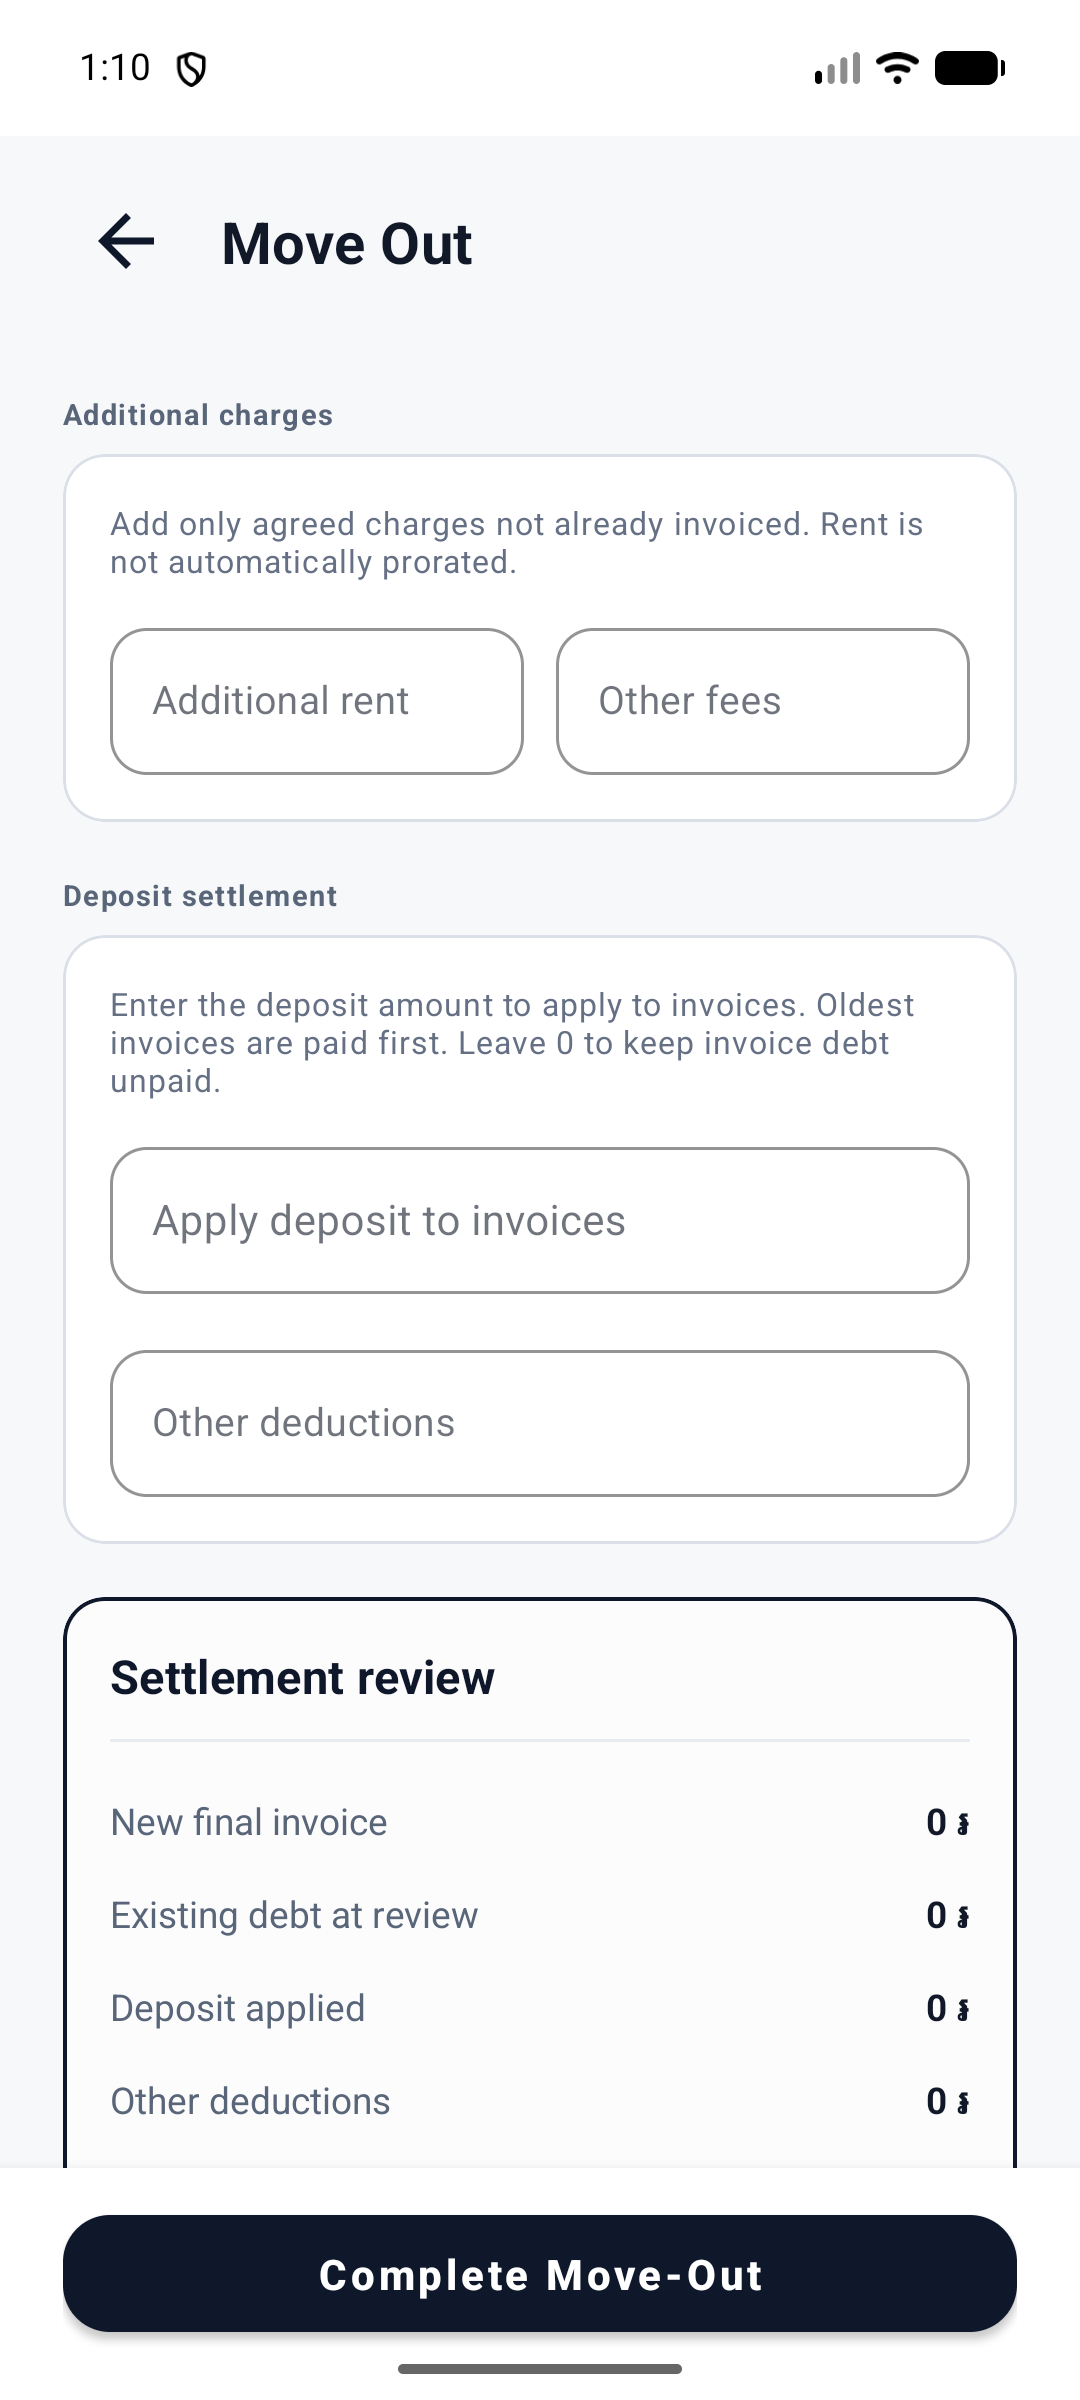 1:10
Move Out
Additional charges
Add only agreed charges not already invoiced. Rent is
not automatically prorated.
Additional rent
Other fees
Deposit settlement
Enter the deposit amount to apply to invoices. Oldest
invoices are paid first. Leave 0 to keep invoice debt
unpaid.
Apply deposit to invoices
Other deductions
Settlement review
New final invoice 0
Existing debt at review 0
Deposit applied 0
Other deductions 0
Complete Move-Out